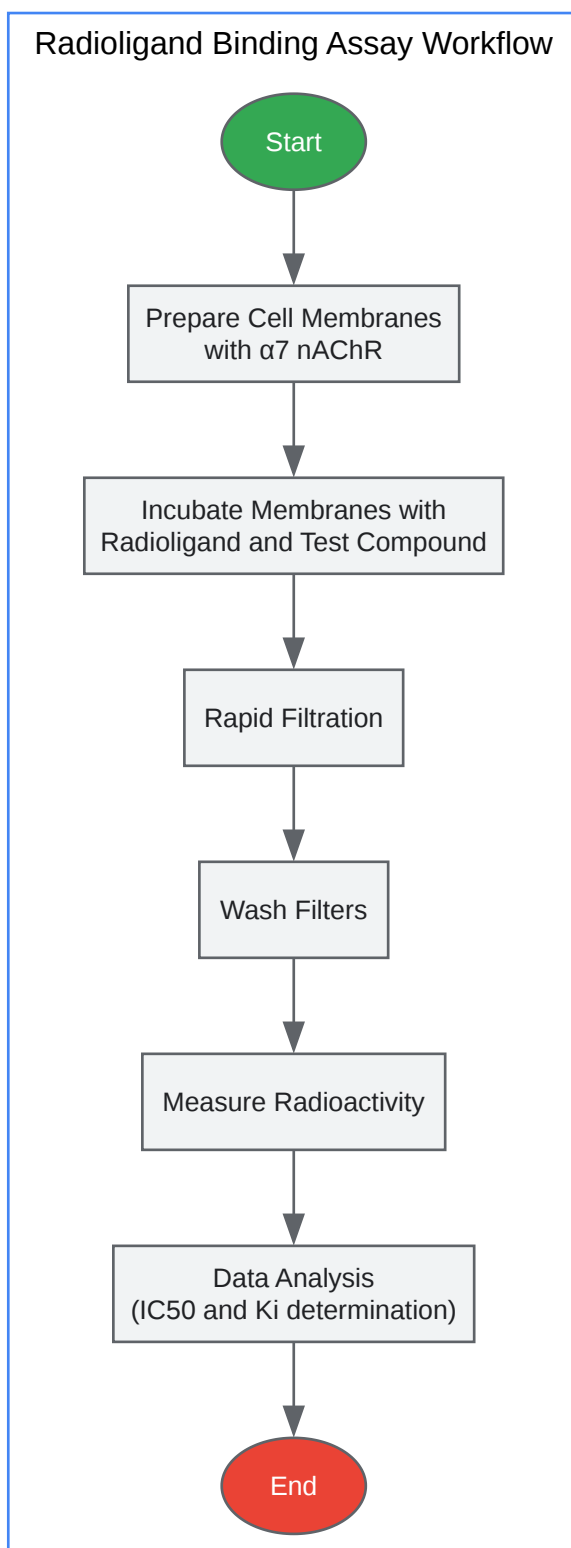 Radioligand Binding Assay Workflow
Start
Prepare Cell Membranes
with α7 nAChR
Incubate Membranes with
Radioligand and Test Compound
Rapid Filtration
Wash Filters
Measure Radioactivity
Data Analysis
(IC50 and Ki determination)
End